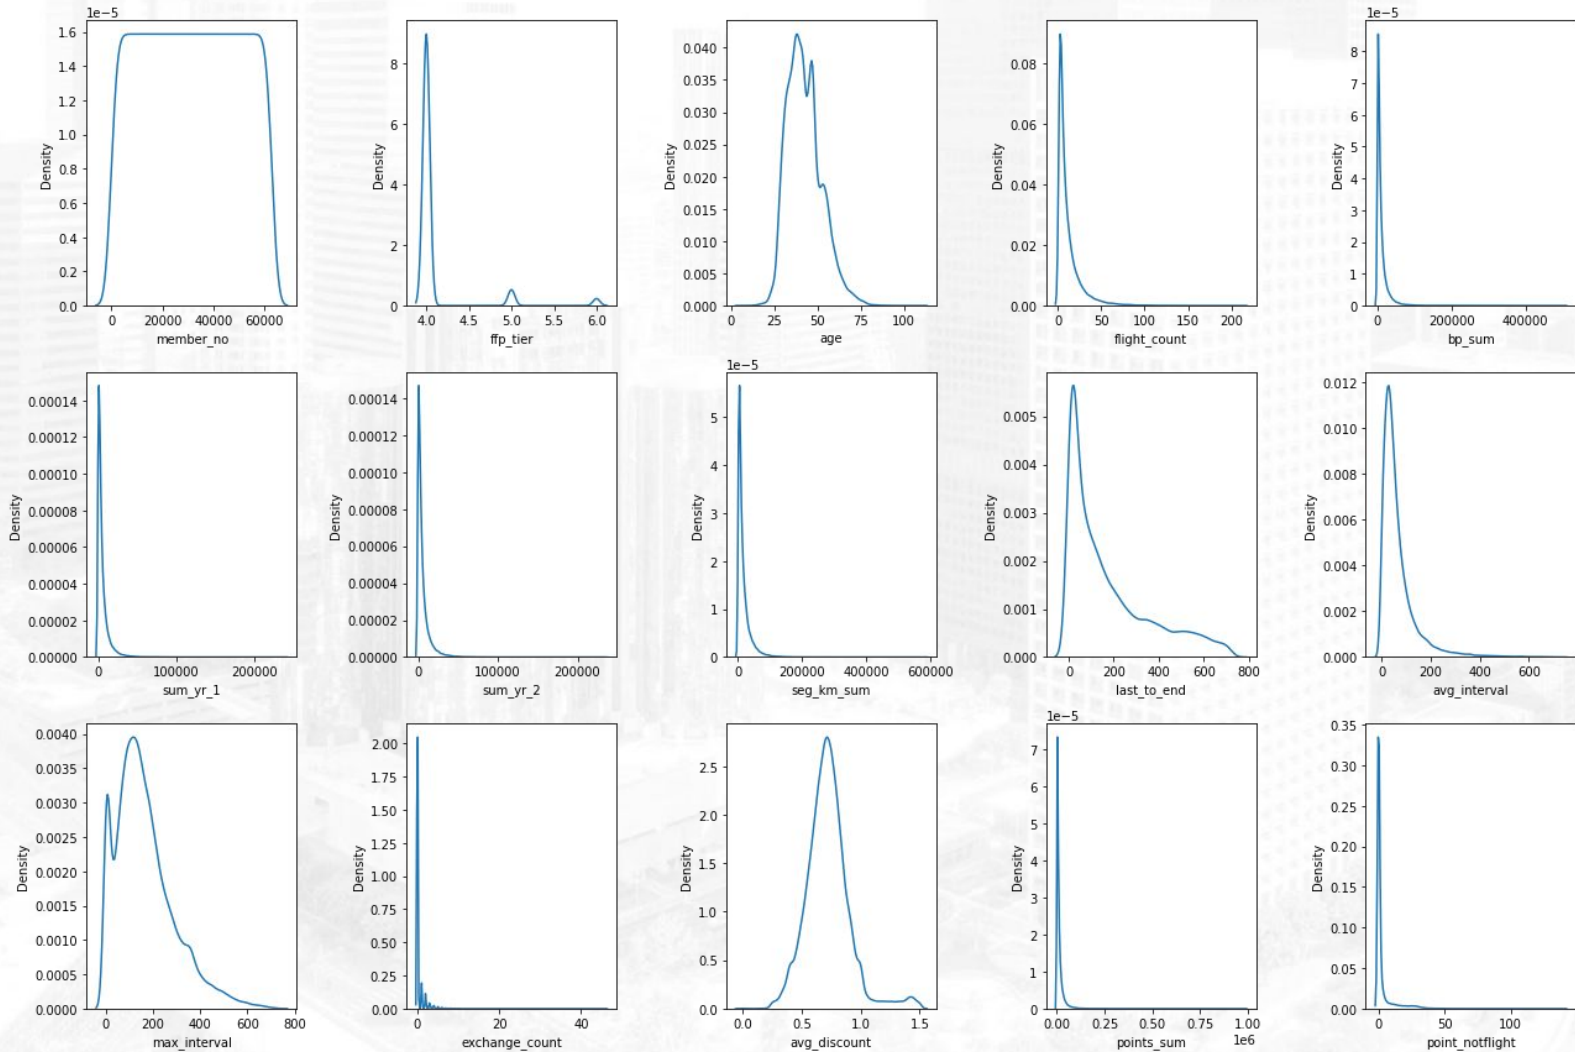 1e−5
1.6
1.4
1.2
1.0
0.8
0.6
0.4
0.2
0.0
Density
0 20000 40000 60000
member_no
8
6
4
2
0
Density
4.0 4.5 5.0 5.5 6.0
ffp_tier
0.040
0.035
0.030
0.025
0.020
0.015
0.010
0.005
0.000
Density
0 25 50 75 100
age
0.08
0.06
0.04
0.02
0.00
Density
0 50 100 150 200
flight_count
1e−5
8
7
6
5
4
3
2
1
0
Density
0 200000 400000
bp_sum
0.00014
0.00012
0.00010
0.00008
0.00006
0.00004
0.00002
0.00000
Density
0 100000 200000
sum_yr_1
0.00014
0.00012
0.00010
0.00008
0.00006
0.00004
0.00002
0.00000
Density
0 100000 200000
sum_yr_2
1e−5
5
4
3
2
1
0
Density
0 200000 400000 600000
seg_km_sum
0.005
0.004
0.003
0.002
0.001
0.000
Density
0 200 400 600 800
last_to_end
0.012
0.010
0.008
0.006
0.004
0.002
0.000
Density
0 200 400 600
avg_interval
0.0040
0.0035
0.0030
0.0025
0.0020
0.0015
0.0010
0.0005
0.0000
Density
0 200 400 600 800
max_interval
2.00
1.75
1.50
1.25
1.00
0.75
0.50
0.25
0.00
Density
0 20 40
exchange_count
2.5
2.0
1.5
1.0
0.5
0.0
Density
0.0 0.5 1.0 1.5
avg_discount
1e−5
7
6
5
4
3
2
1
0
Density
0.00 0.25 0.50 0.75 1.00
1e6
points_sum
0.35
0.30
0.25
0.20
0.15
0.10
0.05
0.00
Density
0 50 100
point_notflight